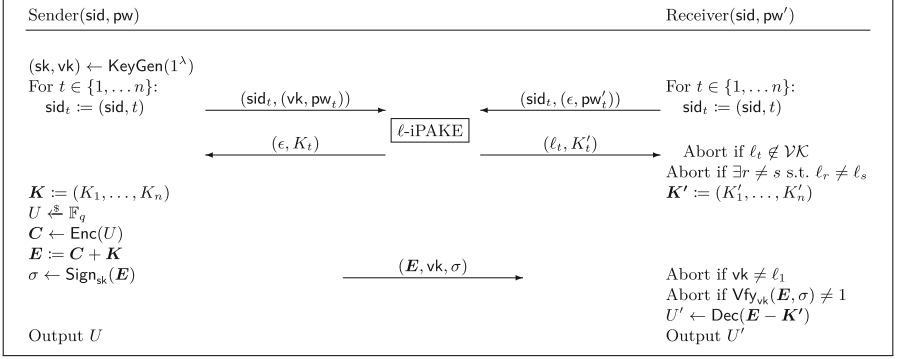 Sender(sid, pw) Receiver(sid, pw′)
(sk, vk) ← KeyGen(1^λ)
For t ∈ {1, … n}: For t ∈ {1, … n}:
sid_t := (sid, t) (sid_t, (vk, pw_t)) (sid_t, (ϵ, pw′_t)) sid_t := (sid, t)
ℓ-iPAKE
(ϵ, K_t) (ℓ_t, K′_t) Abort if ℓ_t ∉ 𝒱𝒦
Abort if ∃r ≠ s s.t. ℓ_r ≠ ℓ_s
K := (K_1, …, K_n) K′ := (K′_1, …, K′_n)
U ←$ 𝔽_q
C ← Enc(U)
E := C + K
σ ← Sign_sk(E) (E, vk, σ) Abort if vk ≠ ℓ_1
Abort if Vfy_vk(E, σ) ≠ 1
U′ ← Dec(E − K′)
Output U Output U′